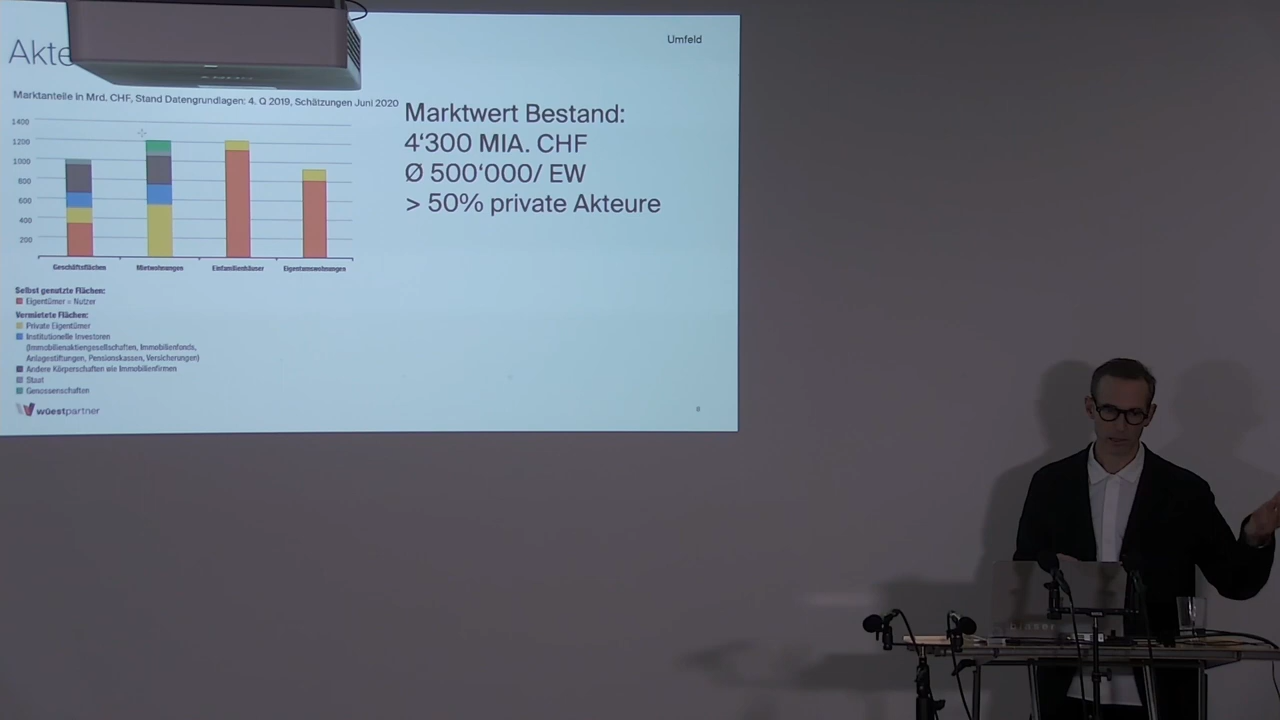 Akte
Umfeld
Marktanteile in Mrd. CHF, Stand Datengrundlagen: 4. Q 2019, Schätzungen Juni 2020
1400
1200
1000
800
600
400
200
Geschäftsflächen Mietwohnungen Einfamilienhäuser Eigentumswohnungen
Marktwert Bestand:
4‘300 MIA. CHF
Ø 500‘000/ EW
> 50% private Akteure
Selbst genutzte Flächen:
Eigentümer = Nutzer
Vermietete Flächen:
Private Eigentümer
Institutionelle Investoren
(Immobilienaktiengesellschaften, Immobilienfonds,
Anlagestiftungen, Pensionskassen, Versicherungen)
Andere Körperschaften wie Immobilienfirmen
Staat
Genossenschaften
wüestpartner